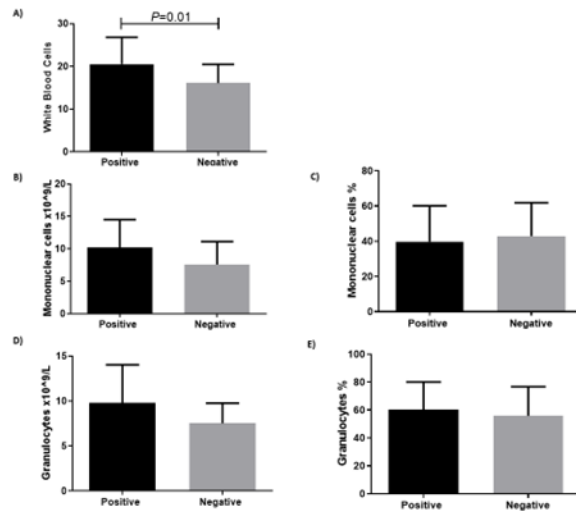 A)
P=0.01
White Blood Cells
30
20
10
0
Positive Negative
B)
Mononuclear cells x10^9/L
20
15
10
5
0
Positive Negative
C)
Mononuclear cells %
80
60
40
20
0
Positive Negative
D)
Granulocytes x10^9/L
15
10
5
0
Positive Negative
E)
Granulocytes %
100
80
60
40
20
0
Positive Negative